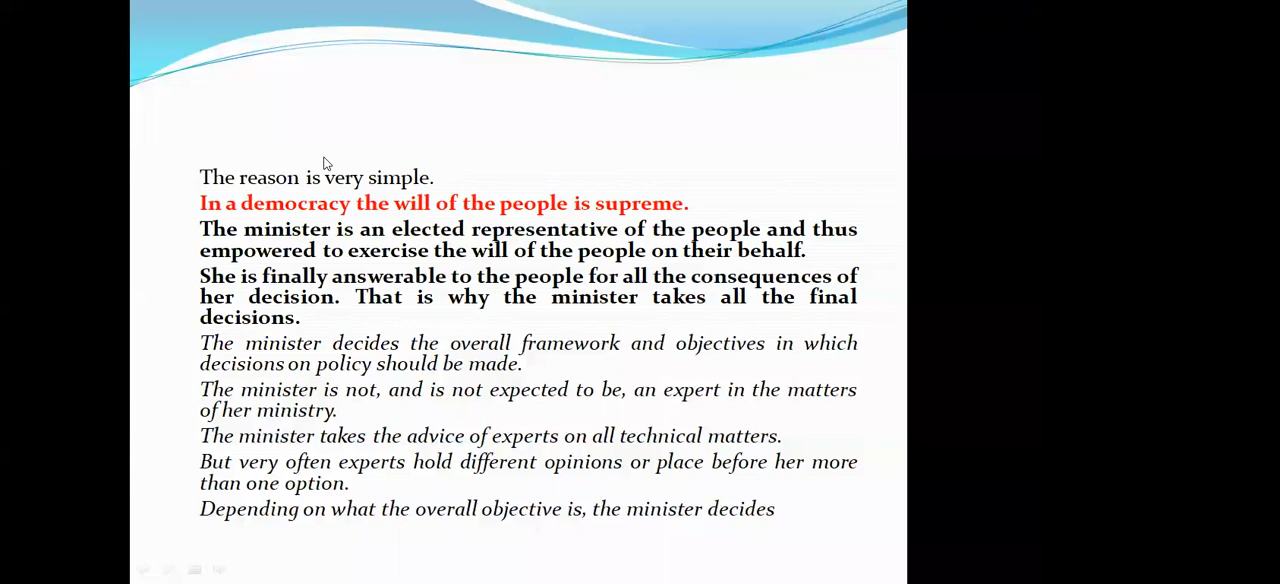 The reason is very simple.
In a democracy the will of the people is supreme.
The minister is an elected representative of the people and thus
empowered to exercise the will of the people on their behalf.
She is finally answerable to the people for all the consequences of
her decision. That is why the minister takes all the final
decisions.
The minister decides the overall framework and objectives in which
decisions on policy should be made.
The minister is not, and is not expected to be, an expert in the matters
of her ministry.
The minister takes the advice of experts on all technical matters.
But very often experts hold different opinions or place before her more
than one option.
Depending on what the overall objective is, the minister decides